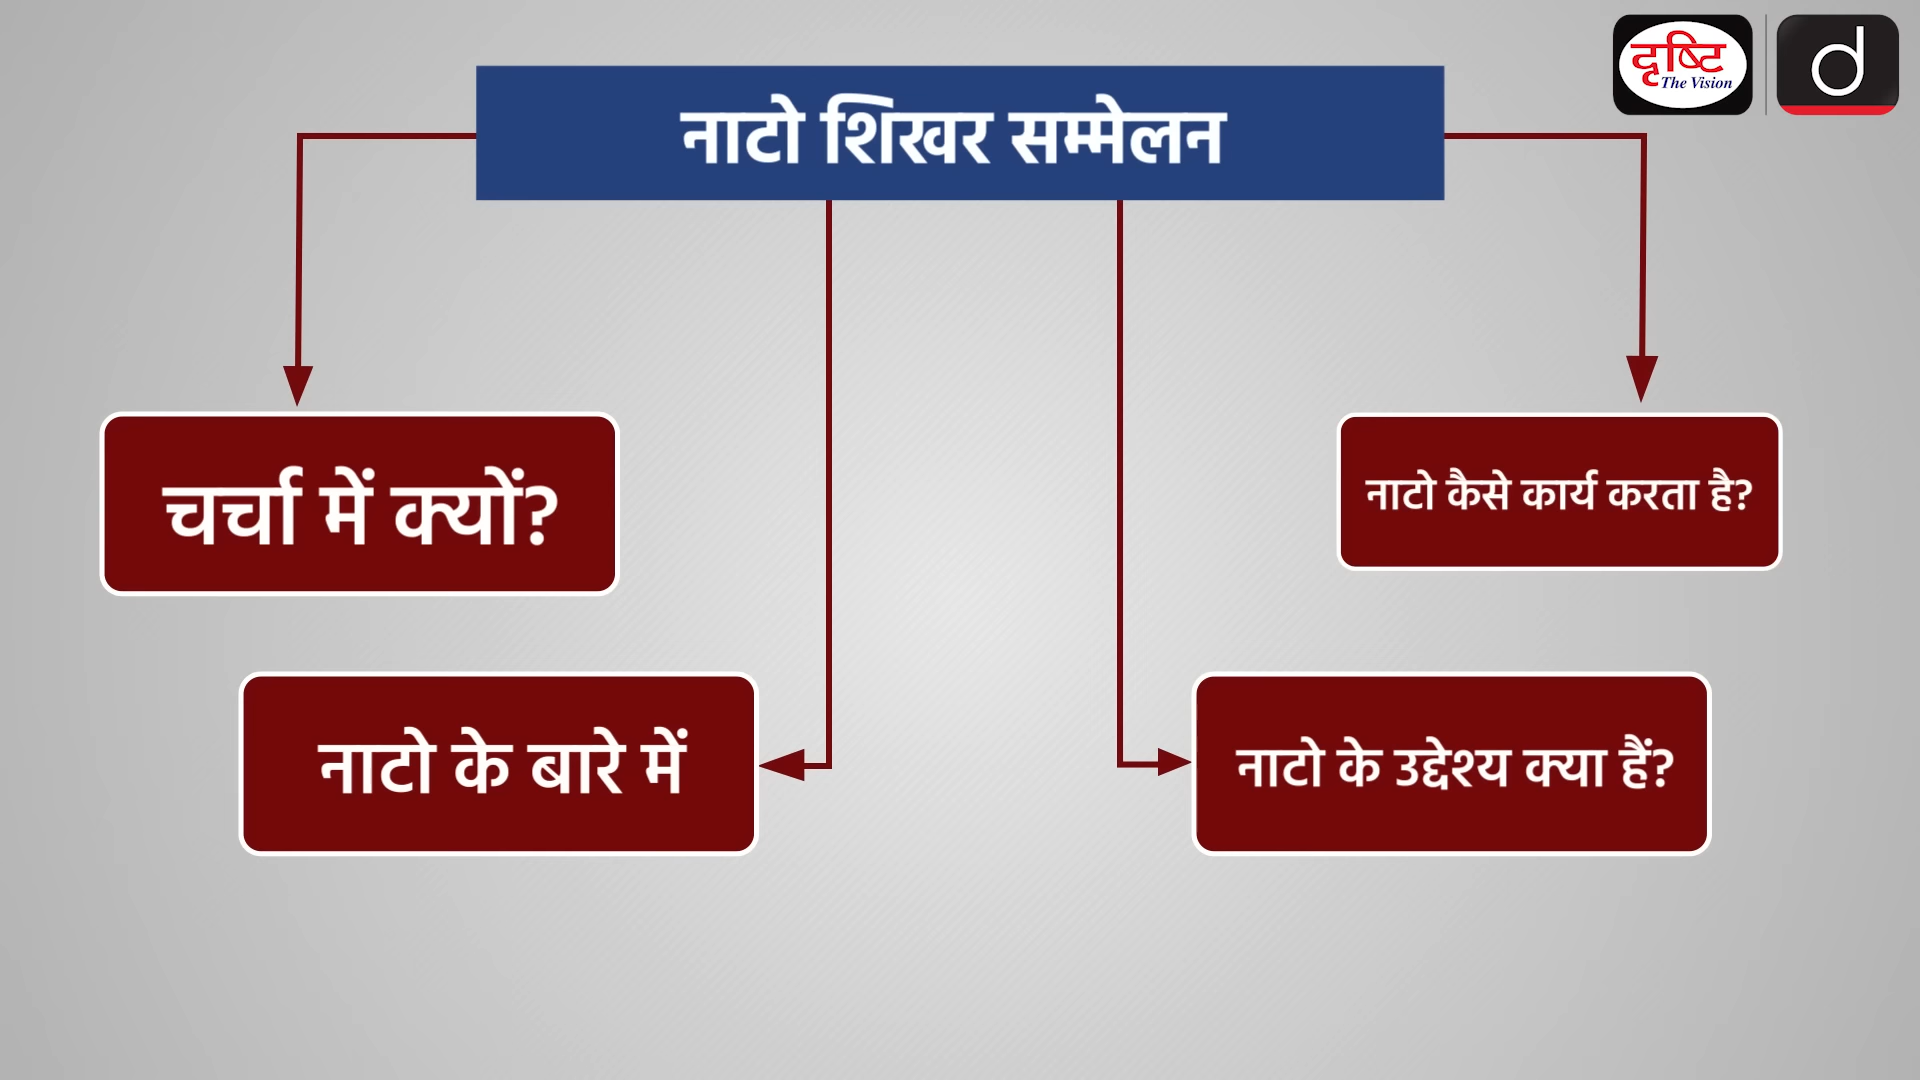 दृष्टि
The Vision
d
नाटो शिखर सम्मेलन
चर्चा में क्यों?
नाटो कैसे कार्य करता है?
नाटो के बारे में
नाटो के उद्देश्य क्या हैं?